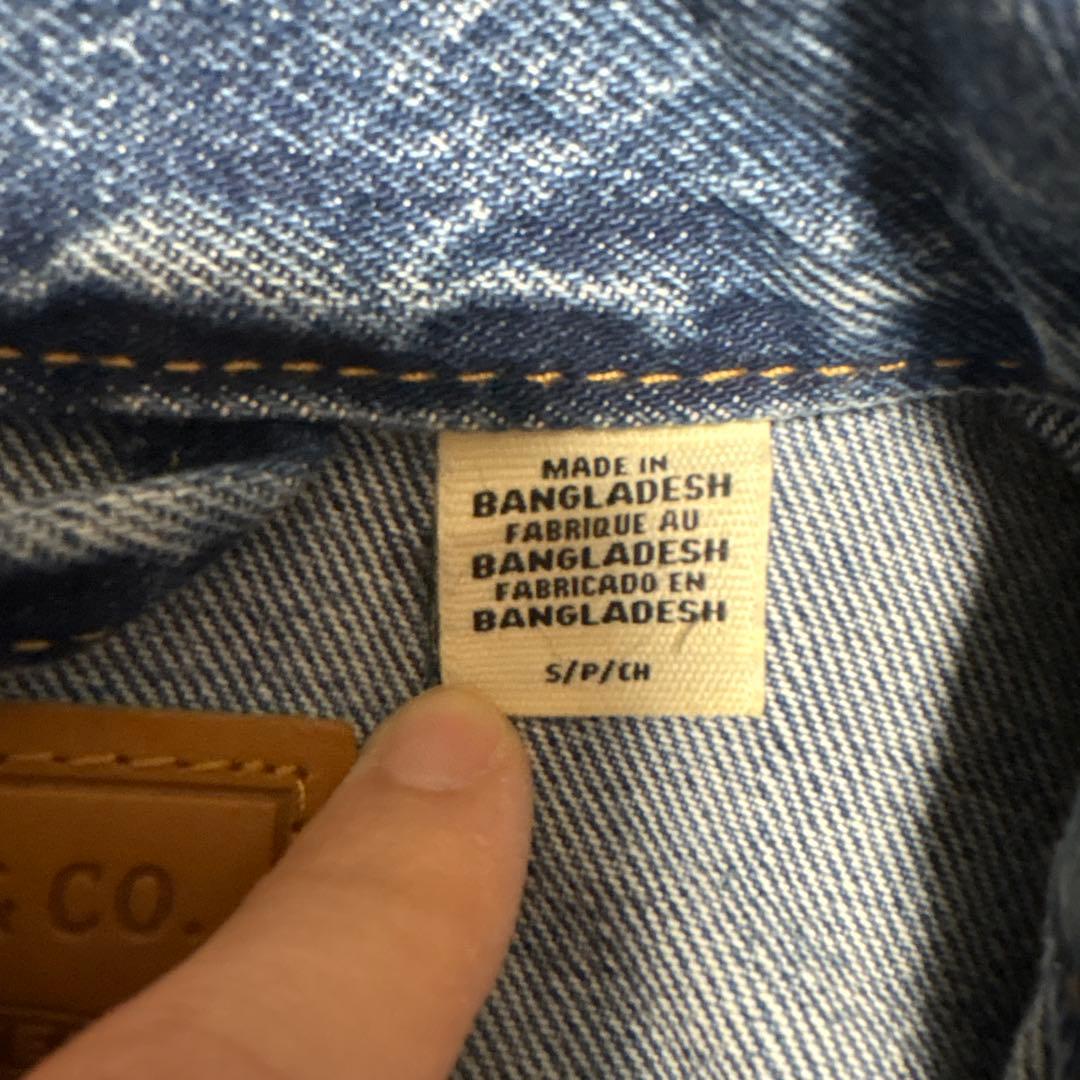 MADE IN
BANGLADESH
FABRIQUE AU
BANGLADESH
FABRICADO EN
BANGLADESH
S/P/CH
& CO.